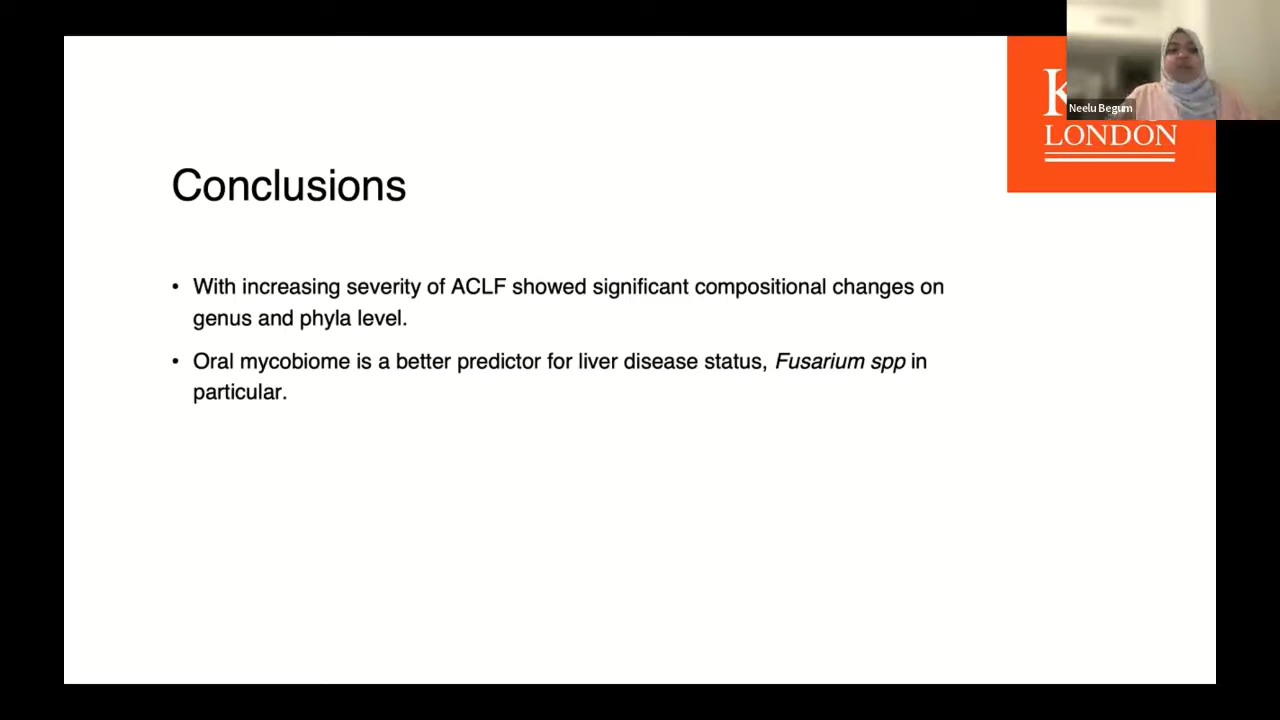 K
LONDON
Neelu Begum
Conclusions
• With increasing severity of ACLF showed significant compositional changes on
genus and phyla level.
• Oral mycobiome is a better predictor for liver disease status, Fusarium spp in
particular.